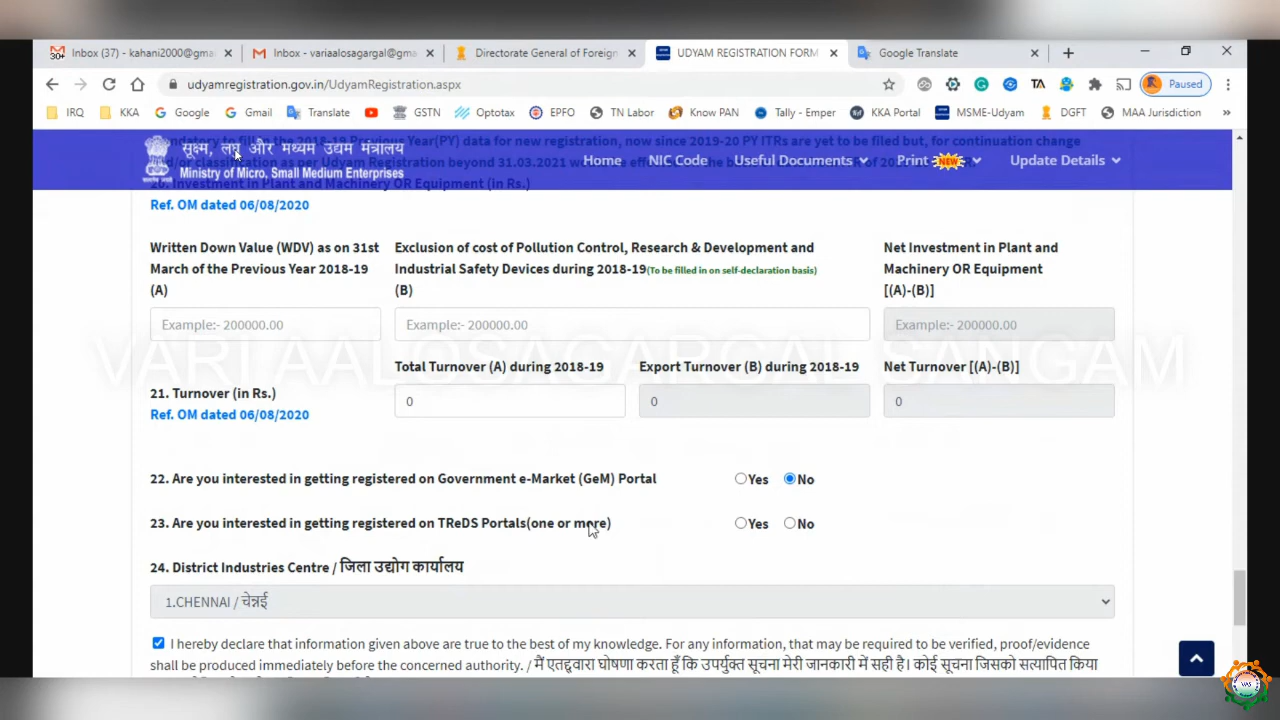 Inbox (37) - kahani2000@gma
Inbox - variaalosagargal@gma
Directorate General of Foreign
UDYAM REGISTRATION FORM
Google Translate
udyamregistration.gov.in/UdyamRegistration.aspx
Paused
IRQ
KKA
Google
Gmail
Translate
GSTN
Optotax
EPFO
TN Labor
Know PAN
Tally - Emper
KKA Portal
MSME-Udyam
DGFT
MAA Jurisdiction
»
सूक्ष्म, लघु और मध्यम उद्यम मंत्रालय
Ministry of Micro, Small Medium Enterprises
Home
NIC Code
Useful Documents
Print NEW
Update Details
Ref. OM dated 06/08/2020
Written Down Value (WDV) as on 31st
March of the Previous Year 2018-19
(A)
Exclusion of cost of Pollution Control, Research & Development and
Industrial Safety Devices during 2018-19(To be filled in on self-declaration basis)
(B)
Net Investment in Plant and
Machinery OR Equipment
[(A)-(B)]
Example:- 200000.00
Example:- 200000.00
Example:- 200000.00
VARI AALOSAGARGAL SANGAM
Total Turnover (A) during 2018-19
Export Turnover (B) during 2018-19
Net Turnover [(A)-(B)]
21. Turnover (in Rs.)
Ref. OM dated 06/08/2020
0
0
0
22. Are you interested in getting registered on Government e-Market (GeM) Portal
Yes No
23. Are you interested in getting registered on TReDS Portals(one or more)
Yes No
24. District Industries Centre / जिला उद्योग कार्यालय
1.CHENNAI / चेन्नई
I hereby declare that information given above are true to the best of my knowledge. For any information, that may be required to be verified, proof/evidence
shall be produced immediately before the concerned authority. / मैं एतद्द्वारा घोषणा करता हूँ कि उपर्युक्त सूचना मेरी जानकारी में सही है। कोई सूचना जिसको सत्यापित किया
VAS